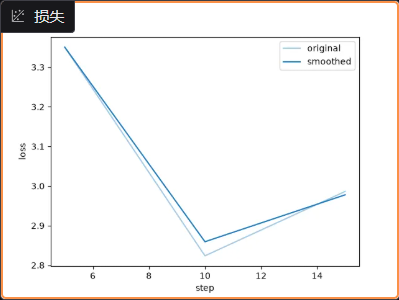 损失
original
smoothed
3.3
3.2
3.1
3.0
2.9
2.8
loss
6
8
10
12
14
step